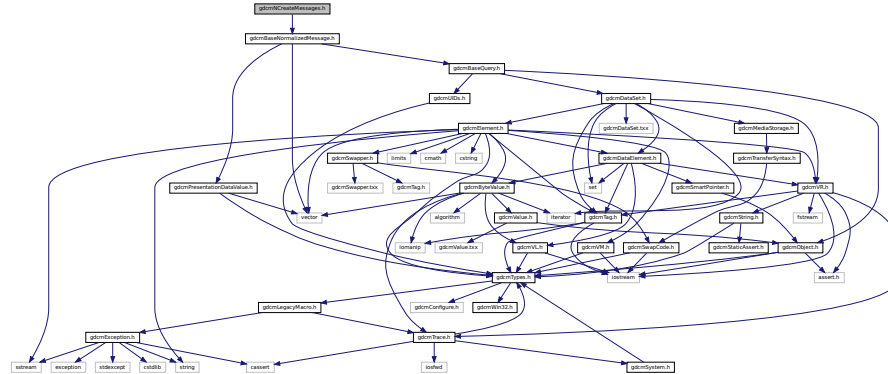 gdcmNCreateMessages.h
gdcmBaseNormalizedMessage.h
gdcmBaseQuery.h
gdcmUIDs.h
gdcmDataSet.h
gdcmElement.h
gdcmDataSet.txx
gdcmMediaStorage.h
gdcmSwapper.h
limits
cmath
cstring
gdcmDataElement.h
gdcmTransferSyntax.h
gdcmPresentationDataValue.h
gdcmSwapper.txx
gdcmTag.h
gdcmByteValue.h
set
gdcmSmartPointer.h
gdcmVR.h
vector
algorithm
gdcmValue.h
iterator
gdcmTag.h
gdcmString.h
fstream
iomanip
gdcmValue.txx
gdcmVL.h
gdcmVM.h
gdcmSwapCode.h
gdcmStaticAssert.h
gdcmObject.h
gdcmTypes.h
iostream
assert.h
gdcmLegacyMacro.h
gdcmConfigure.h
gdcmWin32.h
gdcmException.h
gdcmTrace.h
sstream
exception
stdexcept
cstdlib
string
cassert
iosfwd
gdcmSystem.h